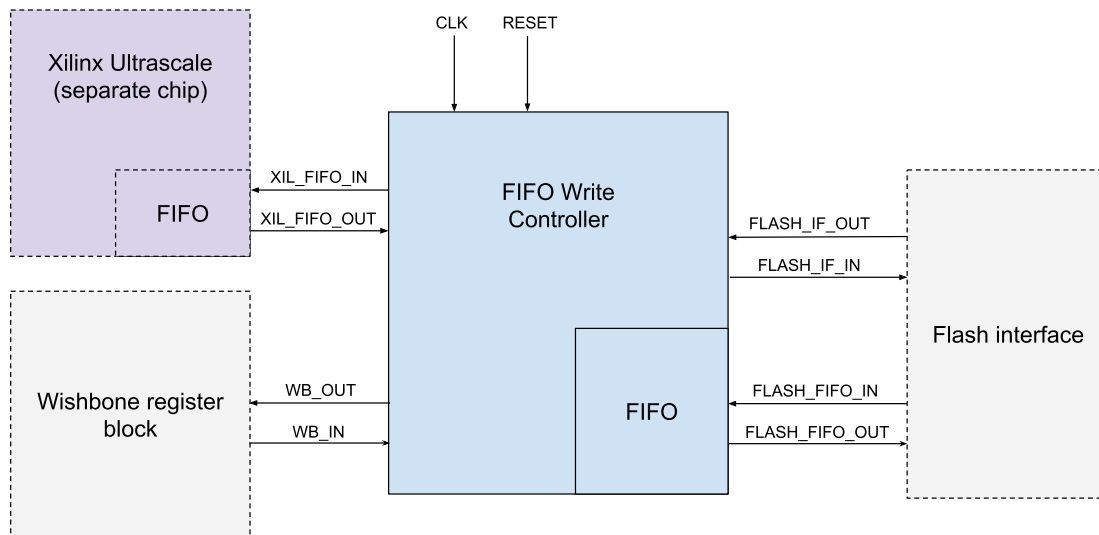 CLK
RESET
Xilinx Ultrascale
(separate chip)
FIFO
XIL_FIFO_IN
XIL_FIFO_OUT
FIFO Write
Controller
FLASH_IF_OUT
FLASH_IF_IN
Flash interface
Wishbone register
block
WB_OUT
WB_IN
FIFO
FLASH_FIFO_IN
FLASH_FIFO_OUT